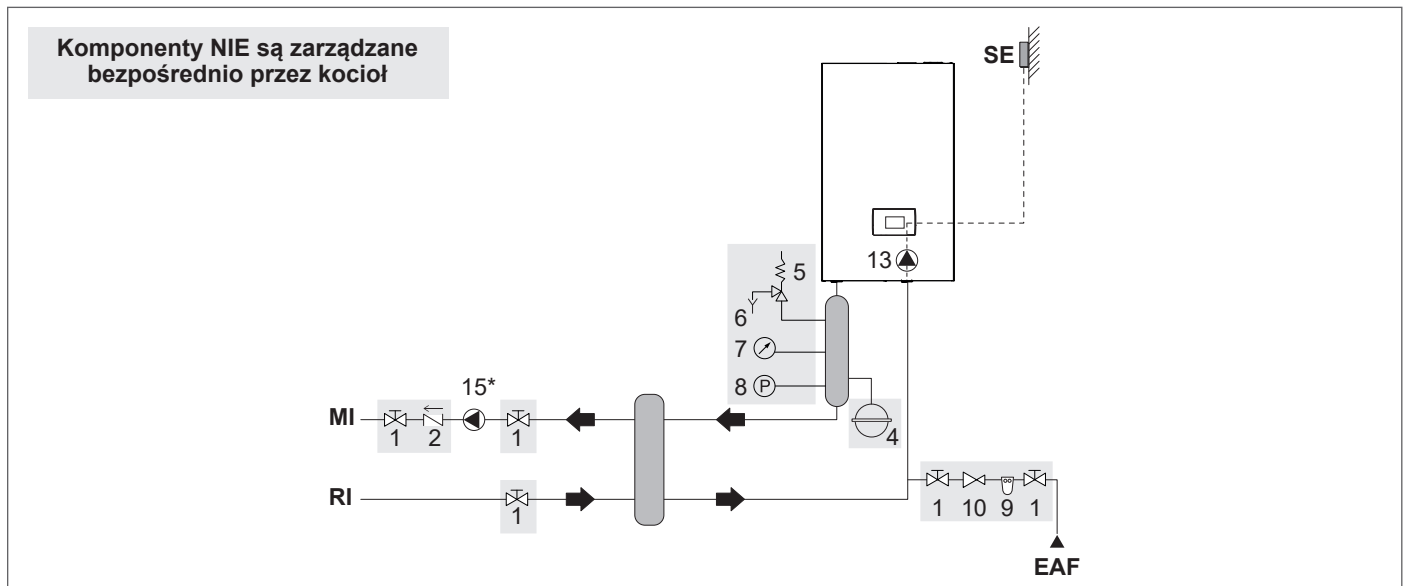 Komponenty NIE są zarządzane
bezpośrednio przez kocioł
SE
13
5
6
7
8 P
15*
MI
1 2 1
4
RI
1
1 10 9 1
EAF